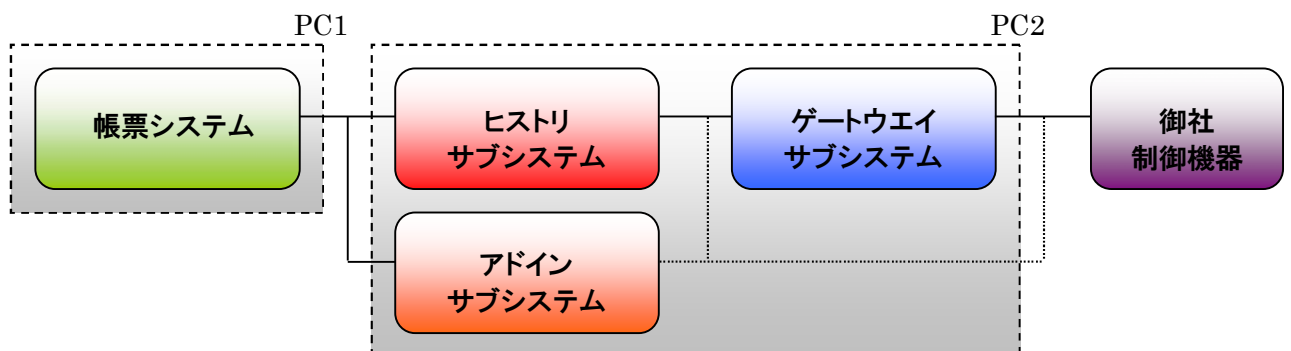 PC1
PC2
帳票システム
ヒストリ
サブシステム
ゲートウエイ
サブシステム
御社
制御機器
アドイン
サブシステム